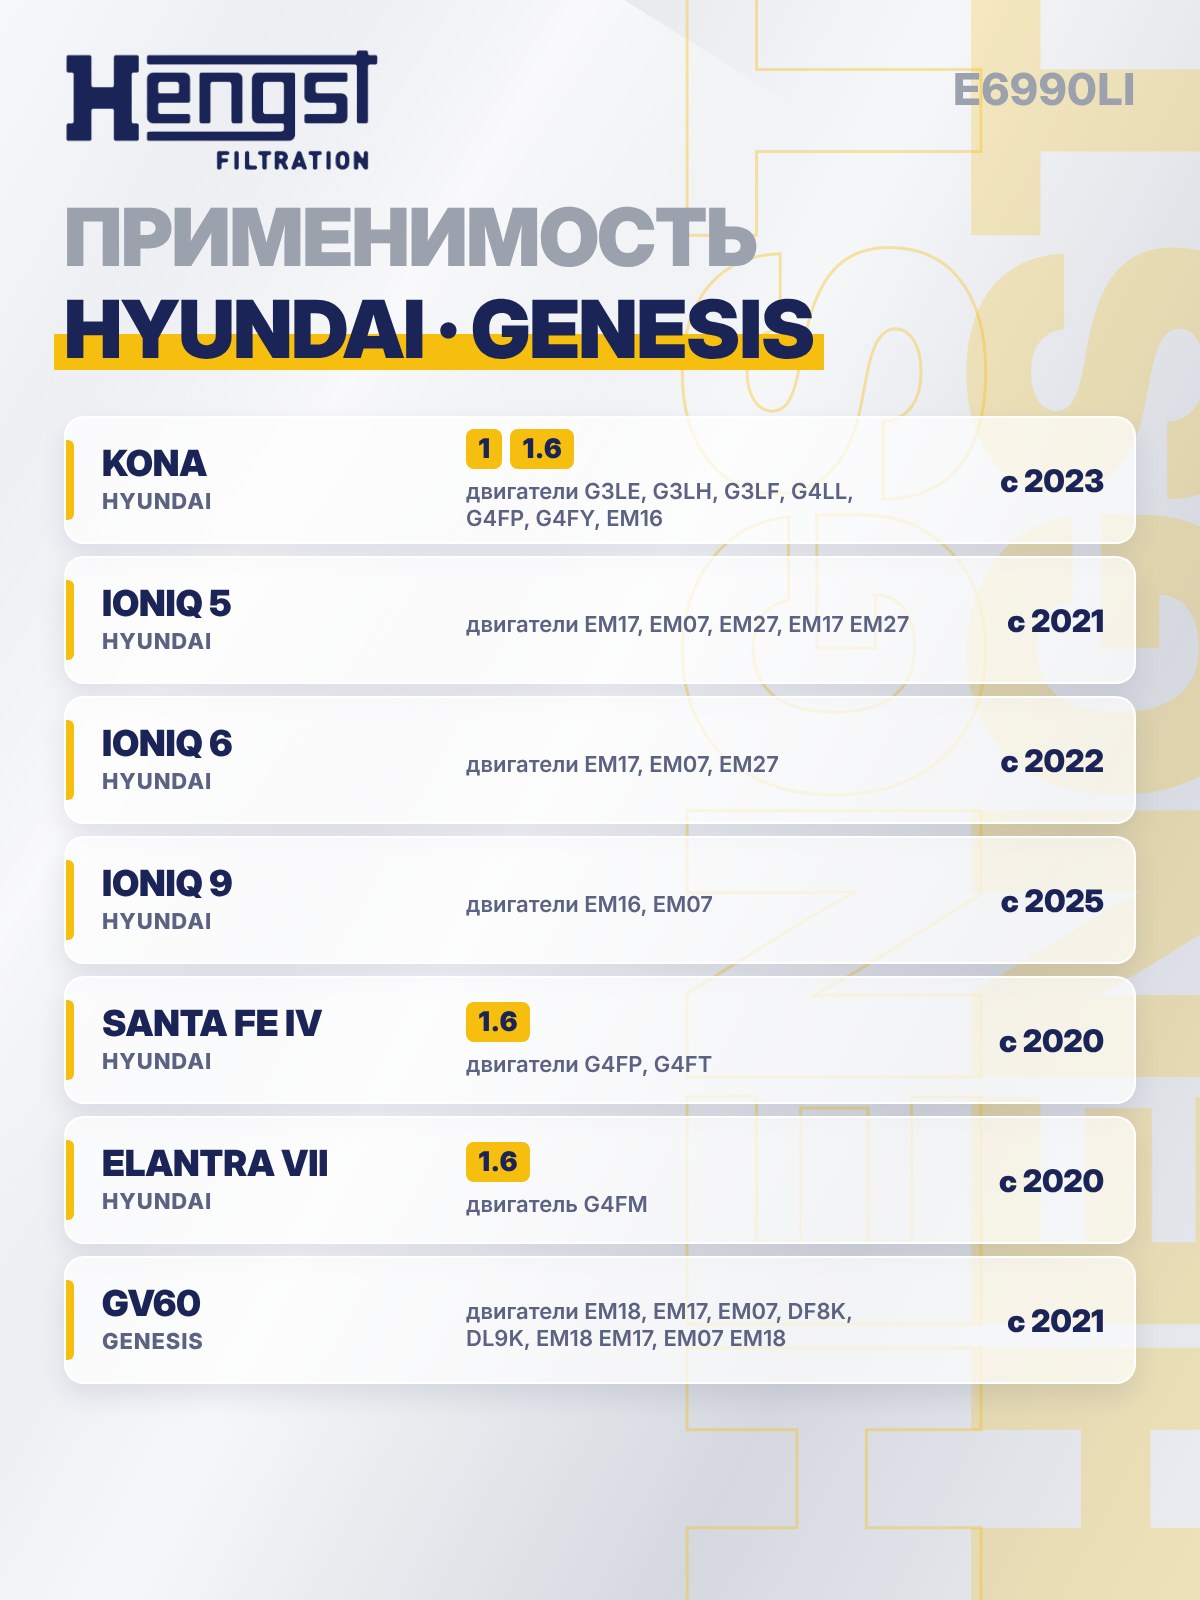 Hengst
FILTRATION
E6990LI
ПРИМЕНИМОСТЬ
HYUNDAI · GENESIS
KONA
HYUNDAI
1 1.6
двигатели G3LE, G3LH, G3LF, G4LL,
G4FP, G4FY, EM16
с 2023
IONIQ 5
HYUNDAI
двигатели EM17, EM07, EM27, EM17 EM27
с 2021
IONIQ 6
HYUNDAI
двигатели EM17, EM07, EM27
с 2022
IONIQ 9
HYUNDAI
двигатели EM16, EM07
с 2025
SANTA FE IV
HYUNDAI
1.6
двигатели G4FP, G4FT
с 2020
ELANTRA VII
HYUNDAI
1.6
двигатель G4FM
с 2020
GV60
GENESIS
двигатели EM18, EM17, EM07, DF8K,
DL9K, EM18 EM17, EM07 EM18
с 2021
HENGST